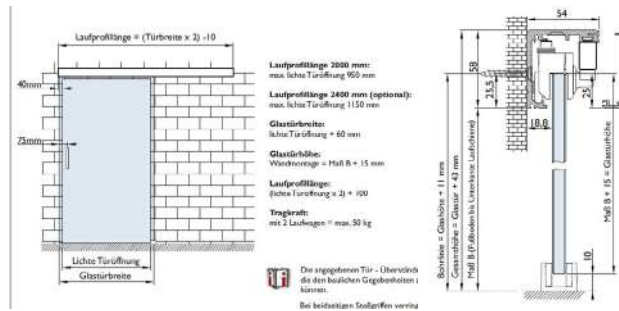 Laufprofillänge = (Türbreite x 2) -10
40mm
75mm
Lichte Türöffnung
Glastürbreite
Laufprofillänge 2000 mm:
max. lichte Türöffnung 950 mm
Laufprofillänge 2400 mm (optional):
max. lichte Türöffnung 1150 mm
Glastürbreite:
lichte Türöffnung + 60 mm
Glastürhöhe:
Wandmontage = Maß B + 15 mm
Laufprofillänge:
(lichte Türöffnung x 2) + 100
Tragkraft:
mit 2 Laufwagen = max. 50 kg
Die angegebenen Tür - Überständ
die den baulichen Gegebenheiten
können.
Bei beidseitigen Stoßgriffen verring
54
58
25,5
18,8
25
Bohrlinie = Glashöhe + 11 mm
Gesamthöhe = Glastür + 43 mm
Maß B (Fußboden bis Unterkante Laufschiene)
Maß B + 15 = Glastürhöhe
10